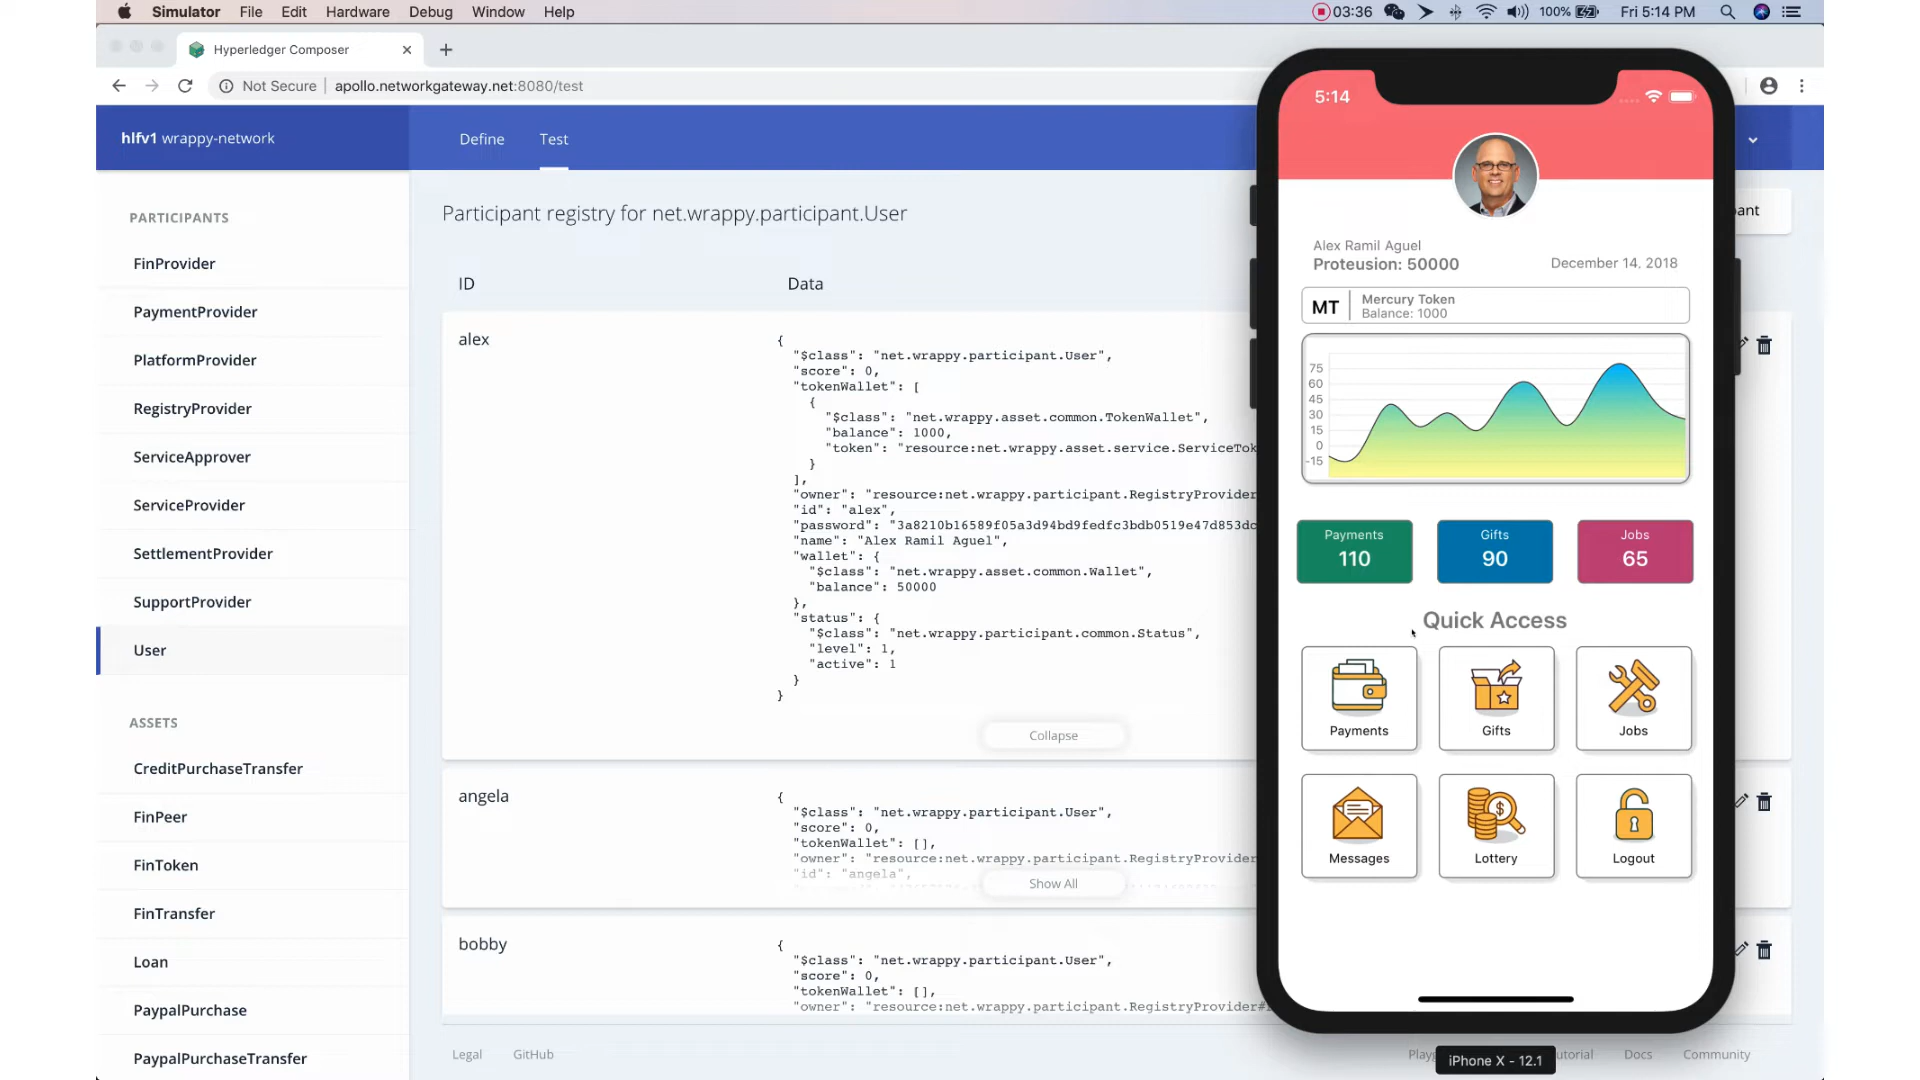 Simulator File Edit Hardware Debug Window Help
03:36 100% Fri 5:14 PM
Hyperledger Composer
Not Secure apollo.networkgateway.net:8080/test
hlfv1 wrappy-network
Define Test
PARTICIPANTS
FinProvider
PaymentProvider
PlatformProvider
RegistryProvider
ServiceApprover
ServiceProvider
SettlementProvider
SupportProvider
User
ASSETS
CreditPurchaseTransfer
FinPeer
FinToken
FinTransfer
Loan
PaypalPurchase
PaypalPurchaseTransfer
Participant registry for net.wrappy.participant.User
ID Data
alex
{
"$class": "net.wrappy.participant.User",
"score": 0,
"tokenWallet": [
{
"$class": "net.wrappy.asset.common.TokenWallet",
"balance": 1000,
"token": "resource:net.wrappy.asset.service.ServiceTok
}
],
"owner": "resource:net.wrappy.participant.RegistryProvider
"id": "alex",
"password": "3a8210b16589f05a3d94bd9fedfc3bdb0519e47d853dc
"name": "Alex Ramil Aguel",
"wallet": {
"$class": "net.wrappy.asset.common.Wallet",
"balance": 50000
},
"status": {
"$class": "net.wrappy.participant.common.Status",
"level": 1,
"active": 1
}
}
Collapse
angela
{
"$class": "net.wrappy.participant.User",
"score": 0,
"tokenWallet": [],
"owner": "resource:net.wrappy.participant.RegistryProvider
"id": "angela",
Show All
bobby
{
"$class": "net.wrappy.participant.User",
"score": 0,
"tokenWallet": [],
"owner": "resource:net.wrappy.participant.RegistryProvider#
Legal GitHub
Docs Community
5:14
Alex Ramil Aguel
Proteusion: 50000 December 14, 2018
MT Mercury Token
Balance: 1000
75
60
45
30
15
0
-15
Payments Gifts Jobs
110 90 65
Quick Access
Payments Gifts Jobs
Messages Lottery Logout
iPhone X - 12.1